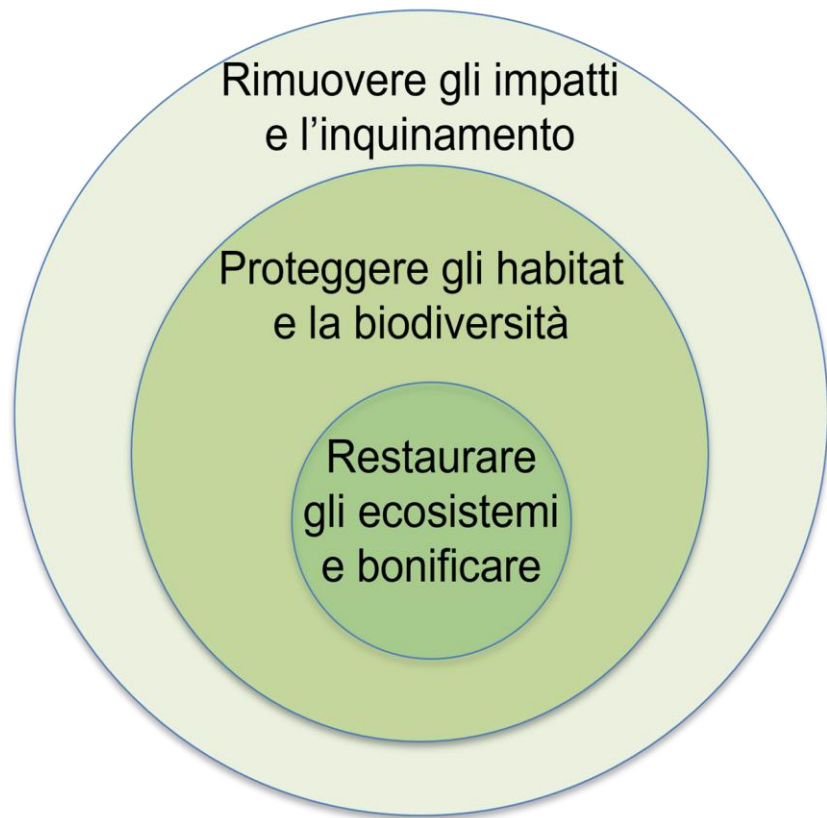 Rimuovere gli impatti
e l’inquinamento
Proteggere gli habitat
e la biodiversità
Restaurare
gli ecosistemi
e bonificare